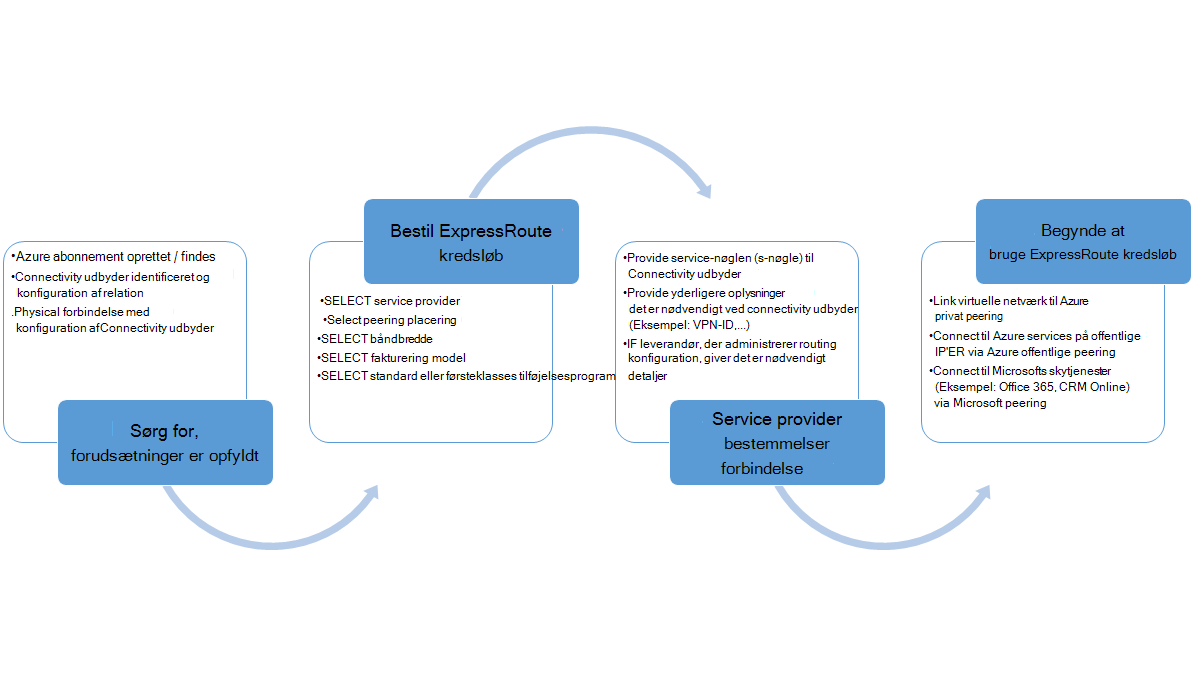 •Azure abonnement oprettet / findes
•Connectivity udbyder identificeret og
konfiguration af relation
.Physical forbindelse med
konfiguration af Connectivity udbyder
Sørg for,
forudsætninger er opfyldt
Bestil ExpressRoute
kredsløb
•SELECT service provider
•Select peering placering
•SELECT båndbredde
•SELECT fakturering model
•SELECT standard eller førsteklasses tilføjelsesprogram
•Provide service-nøglen (s-nøgle) til
Connectivity udbyder
•Provide yderligere oplysninger
det er nødvendigt ved connectivity udbyder
(Eksempel: VPN-ID,...)
•IF leverandør, der administrerer routing
konfiguration, giver det er nødvendigt
detaljer
Service provider
bestemmelser
forbindelse
Begynde at
bruge ExpressRoute kredsløb
•Link virtuelle netværk til Azure
privat peering
•Connect til Azure services på offentlige
IP'ER via Azure offentlige peering
•Connect til Microsofts skytjenester
(Eksempel: Office 365, CRM Online)
via Microsoft peering